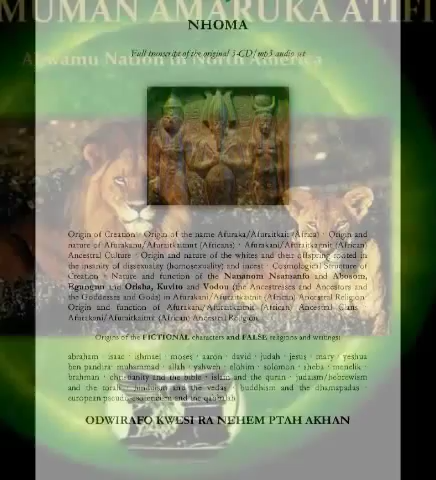 MUMAN AMARUKA ATIFI
NHOMA
Full transcript of the original 3-CD/mp3 audio set
Akwamu Nation in North America
Origin of Creation · Origin of the name Afuraka/Afuraitkait (Africa) · Origin and
nature of Afurakani/Afuraitkaitnit (Africans) · Afurakani/Afuraitkaitnit (African)
Ancestral Culture · Origin and nature of the whites and their offspring rooted in
the insanity of dissexuality (homosexuality) and incest · Cosmological Structure of
Creation · Nature and function of the Nananom Nsamanfo and Abosom,
Egungun and Orisha, Kuvito and Vodou (the Ancestresses and Ancestors and
the Goddesses and Gods) in Afurakani/Afuraitkaitnit (African) Ancestral Religion
Origin and function of Afurakani/Afuraitkaitnit (African) Ancestral Clans
Afurakani/Afuraitkaitnit (African) Ancestral Religion
Origins of the FICTIONAL characters and FALSE religions and writings:
abraham · isaac · ishmael · moses · aaron · david · judah · jesus · mary · yeshua
ben pandira · muhammad · allah · yahweh · elohim · solomon · sheba · menelik ·
brahman · christianity and the bible · islam and the quran · judaism/hebrewism
and the torah · hinduism and the vedas · buddhism and the dhamapadas ·
european pseudo-esotericism and the qabalah
ODWIRAFO KWESI RA NEHEM PTAH AKHAN